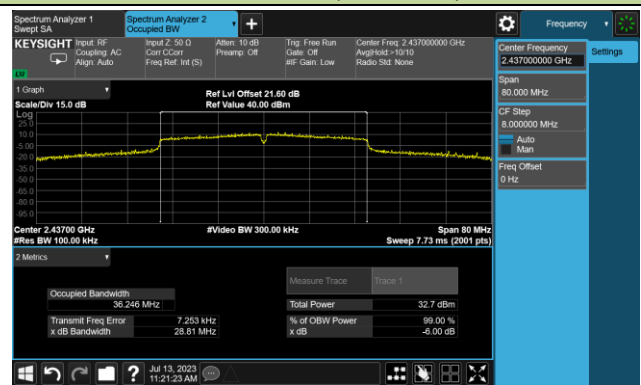 Spectrum Analyzer 1
Swept SA
Spectrum Analyzer 2
Occupied BW
Frequency
KEYSIGHT
Input: RF
Coupling: AC
Align: Auto
Input Z: 50 Ω
Corr CCorr
Freq Ref: Int (S)
Atten: 10 dB
Preamp: Off
Trig: Free Run
Gate: Off
#IF Gain: Low
Center Freq: 2.437000000 GHz
Avg|Hold:>10/10
Radio Std: None
Center Frequency
2.437000000 GHz
Settings
Span
80.000 MHz
CF Step
8.000000 MHz
Auto
Man
Freq Offset
0 Hz
1 Graph
Scale/Div 15.0 dB
Ref Lvl Offset 21.60 dB
Ref Value 40.00 dBm
Log
25.0
10.0
-5.00
-20.0
-35.0
-50.0
-65.0
-80.0
-95.0
Center 2.43700 GHz
#Res BW 100.00 kHz
#Video BW 300.00 kHz
Span 80 MHz
Sweep 7.73 ms (2001 pts)
2 Metrics
Measure Trace
Trace 1
Occupied Bandwidth
36.246 MHz
Total Power
32.7 dBm
Transmit Freq Error
7.253 kHz
% of OBW Power
99.00 %
x dB Bandwidth
28.81 MHz
x dB
-6.00 dB
Jul 13, 2023
11:21:23 AM